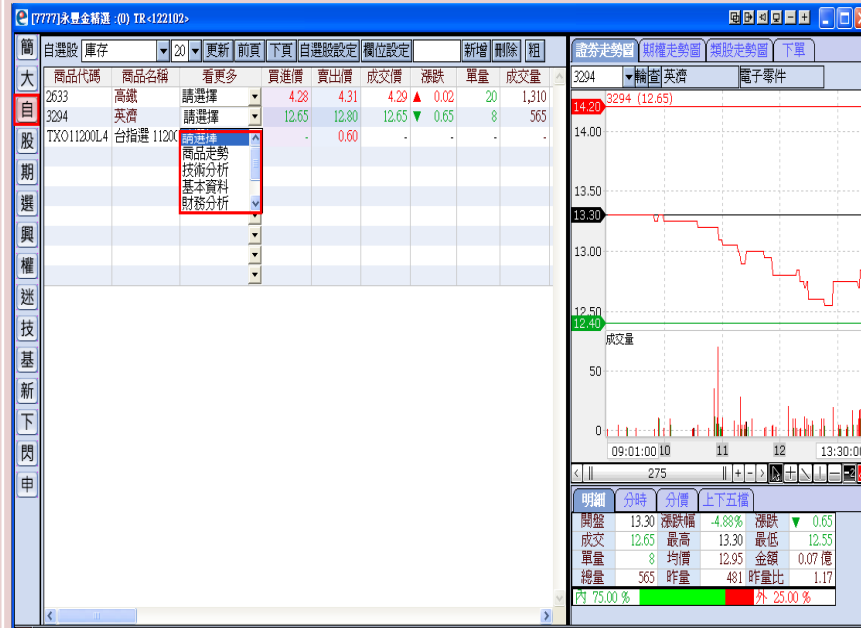 [7777]永豐金精選 :(0) TR<122102>
簡 自選股 庫存 20 更新 前頁 下頁 自選股設定 欄位設定 新增 刪除 粗
大
自
股
期
選
興
權
迷
技
基
新
下
閃
申
商品代碼 商品名稱 看更多 買進價 賣出價 成交價 漲跌 單量 成交量
2633 高鐵 請選擇 4.28 4.31 4.29 ▲ 0.02 20 1,310
3294 英濟 請選擇 12.65 12.80 12.65 ▼ 0.65 8 565
TXO11200L4 台指選 11200 請選擇 - 0.60 - - - -
商品走勢
技術分析
基本資料
財務分析
證券走勢圖 期權走勢圖 類股走勢圖 下單
3294 輪 查 英濟 電子零件
3294 (12.65)
14.20
14.00
13.50
13.30
13.00
12.50
12.40
成交量
50
0
09:01:00 10 11 12 13:30:00
275
明細 分時 分價 上下五檔
開盤 13.30 漲跌幅 -4.88% 漲跌 ▼ 0.65
成交 12.65 最高 13.30 最低 12.55
單量 8 均價 12.95 金額 0.07 億
總量 565 昨量 481 昨量比 1.17
內 75.00 % 外 25.00 %